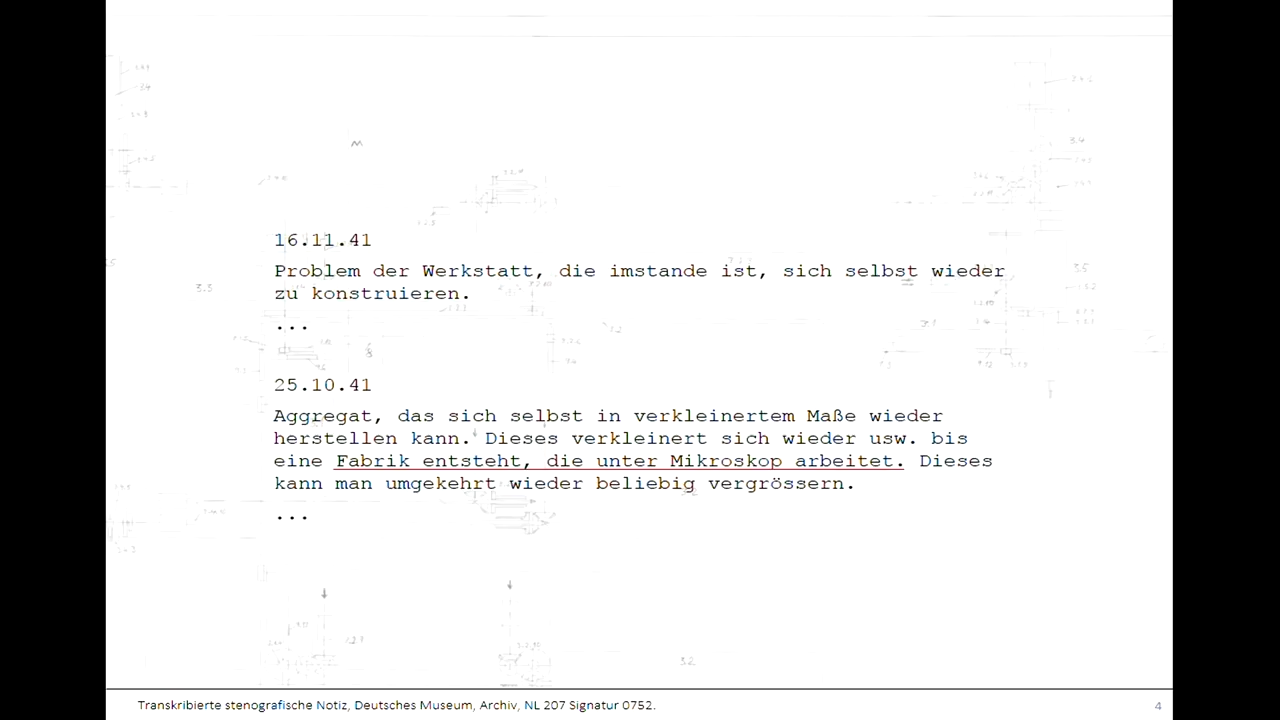 16.11.41
Problem der Werkstatt, die imstande ist, sich selbst wieder
zu konstruieren.
...
25.10.41
Aggregat, das sich selbst in verkleinertem Maße wieder
herstellen kann. Dieses verkleinert sich wieder usw. bis
eine Fabrik entsteht, die unter Mikroskop arbeitet. Dieses
kann man umgekehrt wieder beliebig vergrössern.
...
Transkribierte stenografische Notiz, Deutsches Museum, Archiv, NL 207 Signatur 0752.
4